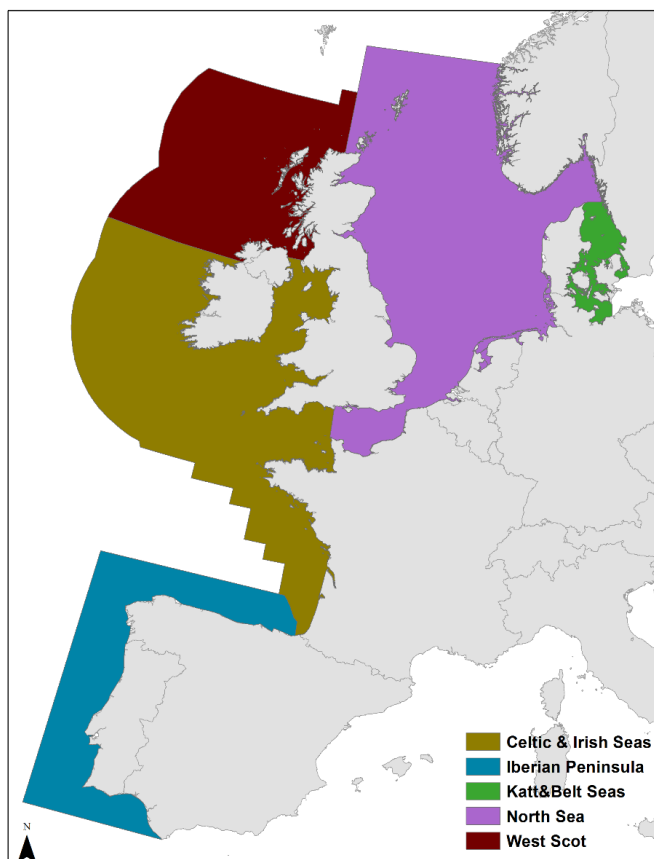 Celtic & Irish Seas
Iberian Peninsula
Katt&Belt Seas
North Sea
West Scot
N